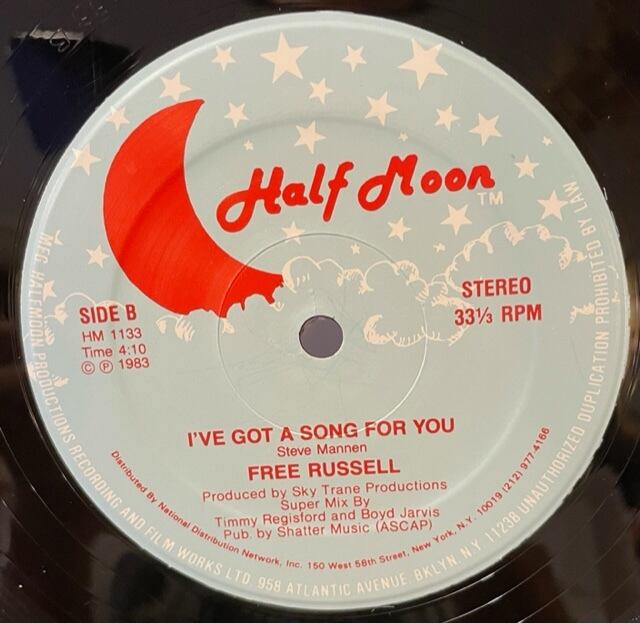 Half Moon TM
SIDE B
HM 1133
Time 4:10
© ℗ 1983
STEREO
33⅓ RPM
I'VE GOT A SONG FOR YOU
Steve Mannen
FREE RUSSELL
Produced by Sky Trane Productions
Super Mix By
Timmy Regisford and Boyd Jarvis
Pub. by Shatter Music (ASCAP)
Distributed By National Distribution Network, Inc. 150 West 58th Street, New York, N.Y. 10019 (212) 977-4166
MFG HALFMOON PRODUCTIONS RECORDING AND FILM WORKS LTD 958 ATLANTIC AVENUE BKLYN N.Y. 11238 UNAUTHORIZED DUPLICATION PROHIBITED BY LAW.